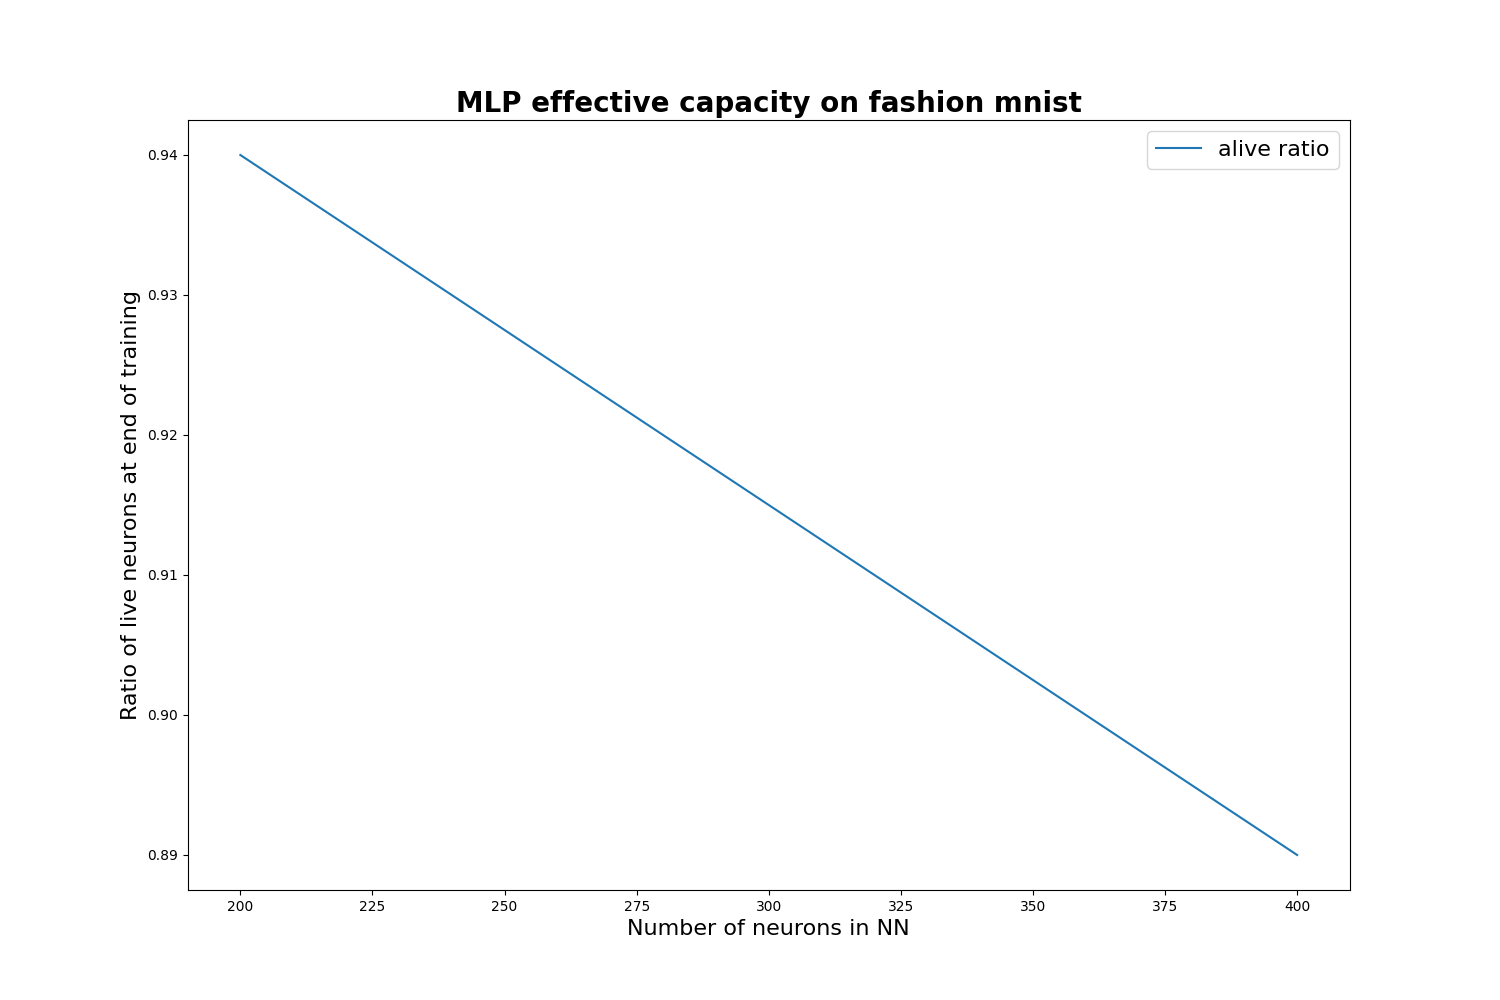 MLP effective capacity on fashion mnist
alive ratio
Ratio of live neurons at end of training
0.94
0.93
0.92
0.91
0.90
0.89
200 225 250 275 300 325 350 375 400
Number of neurons in NN